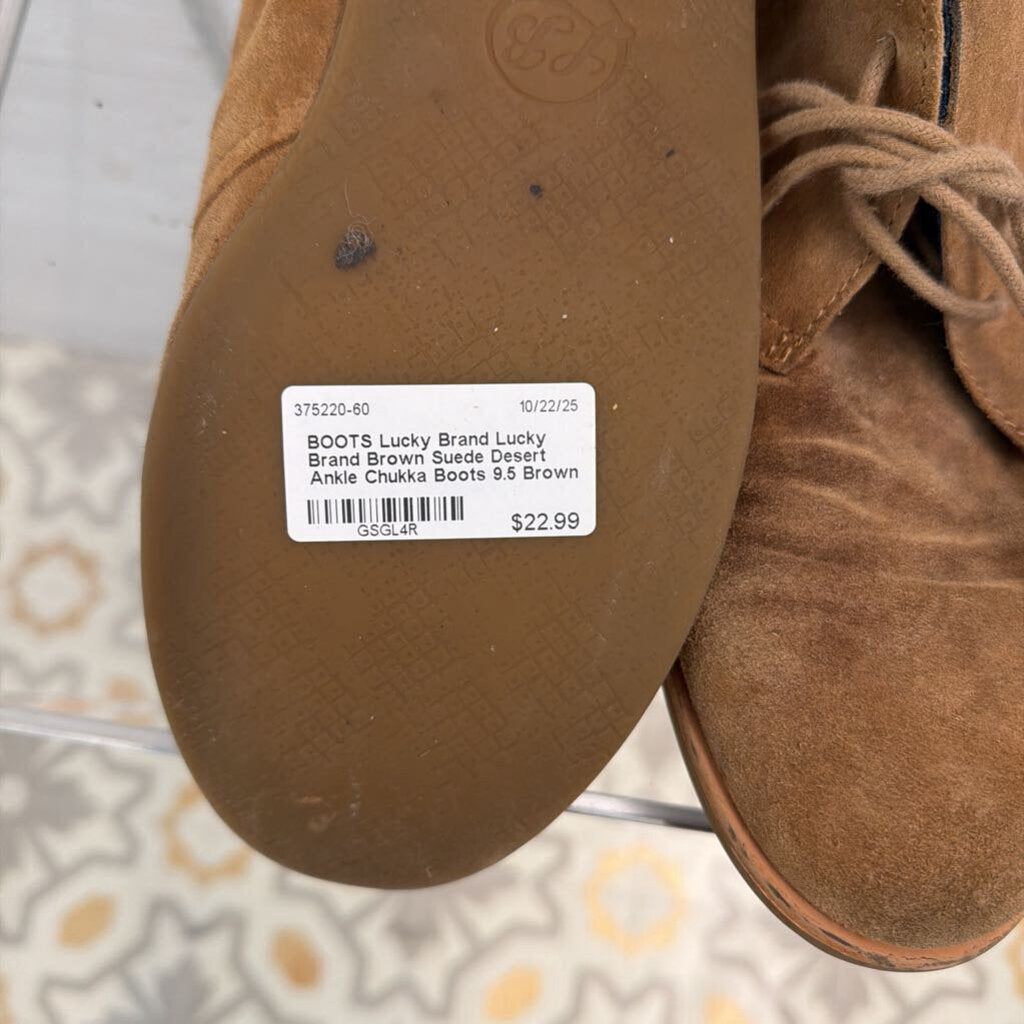 375220-60 10/22/25
BOOTS Lucky Brand Lucky
Brand Brown Suede Desert
Ankle Chukka Boots 9.5 Brown
GSGL4R $22.99